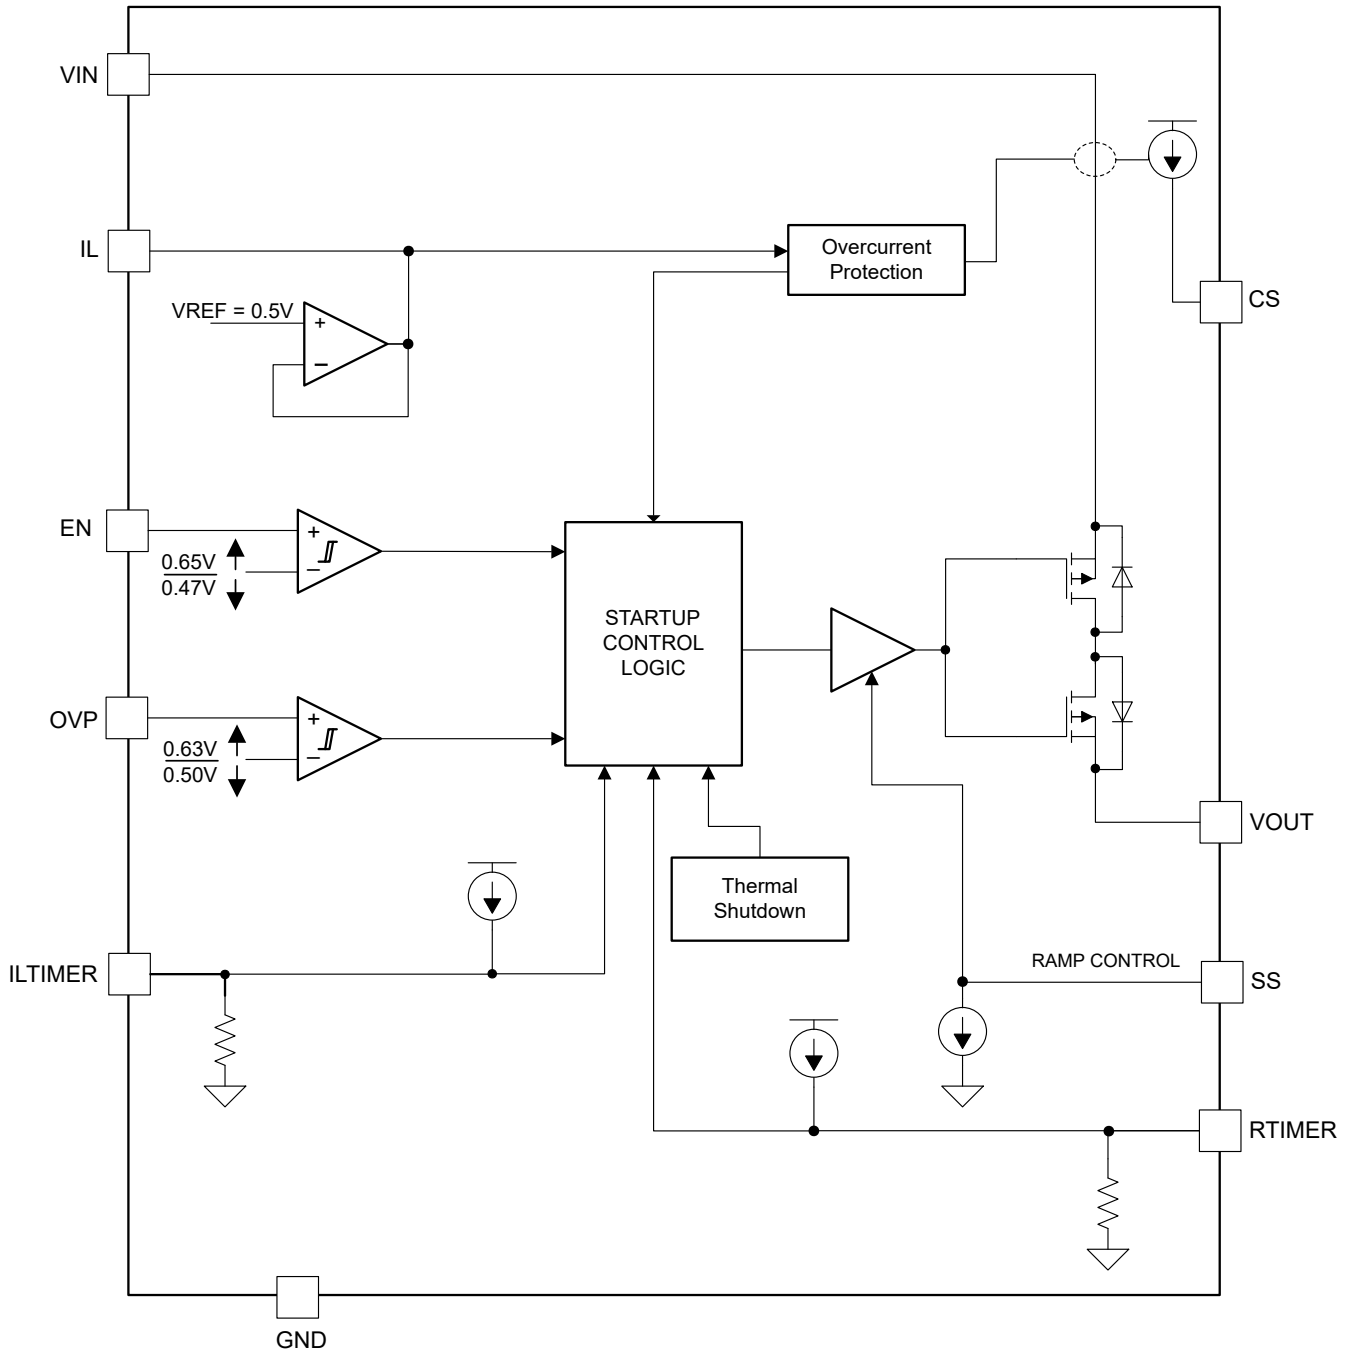 VIN
IL
Overcurrent
Protection
CS
VREF = 0.5V
+
−
EN
+
−
0.65V
0.47V
STARTUP
CONTROL
LOGIC
OVP
+
−
0.63V
0.50V
VOUT
Thermal
Shutdown
ILTIMER
RAMP CONTROL
SS
RTIMER
GND